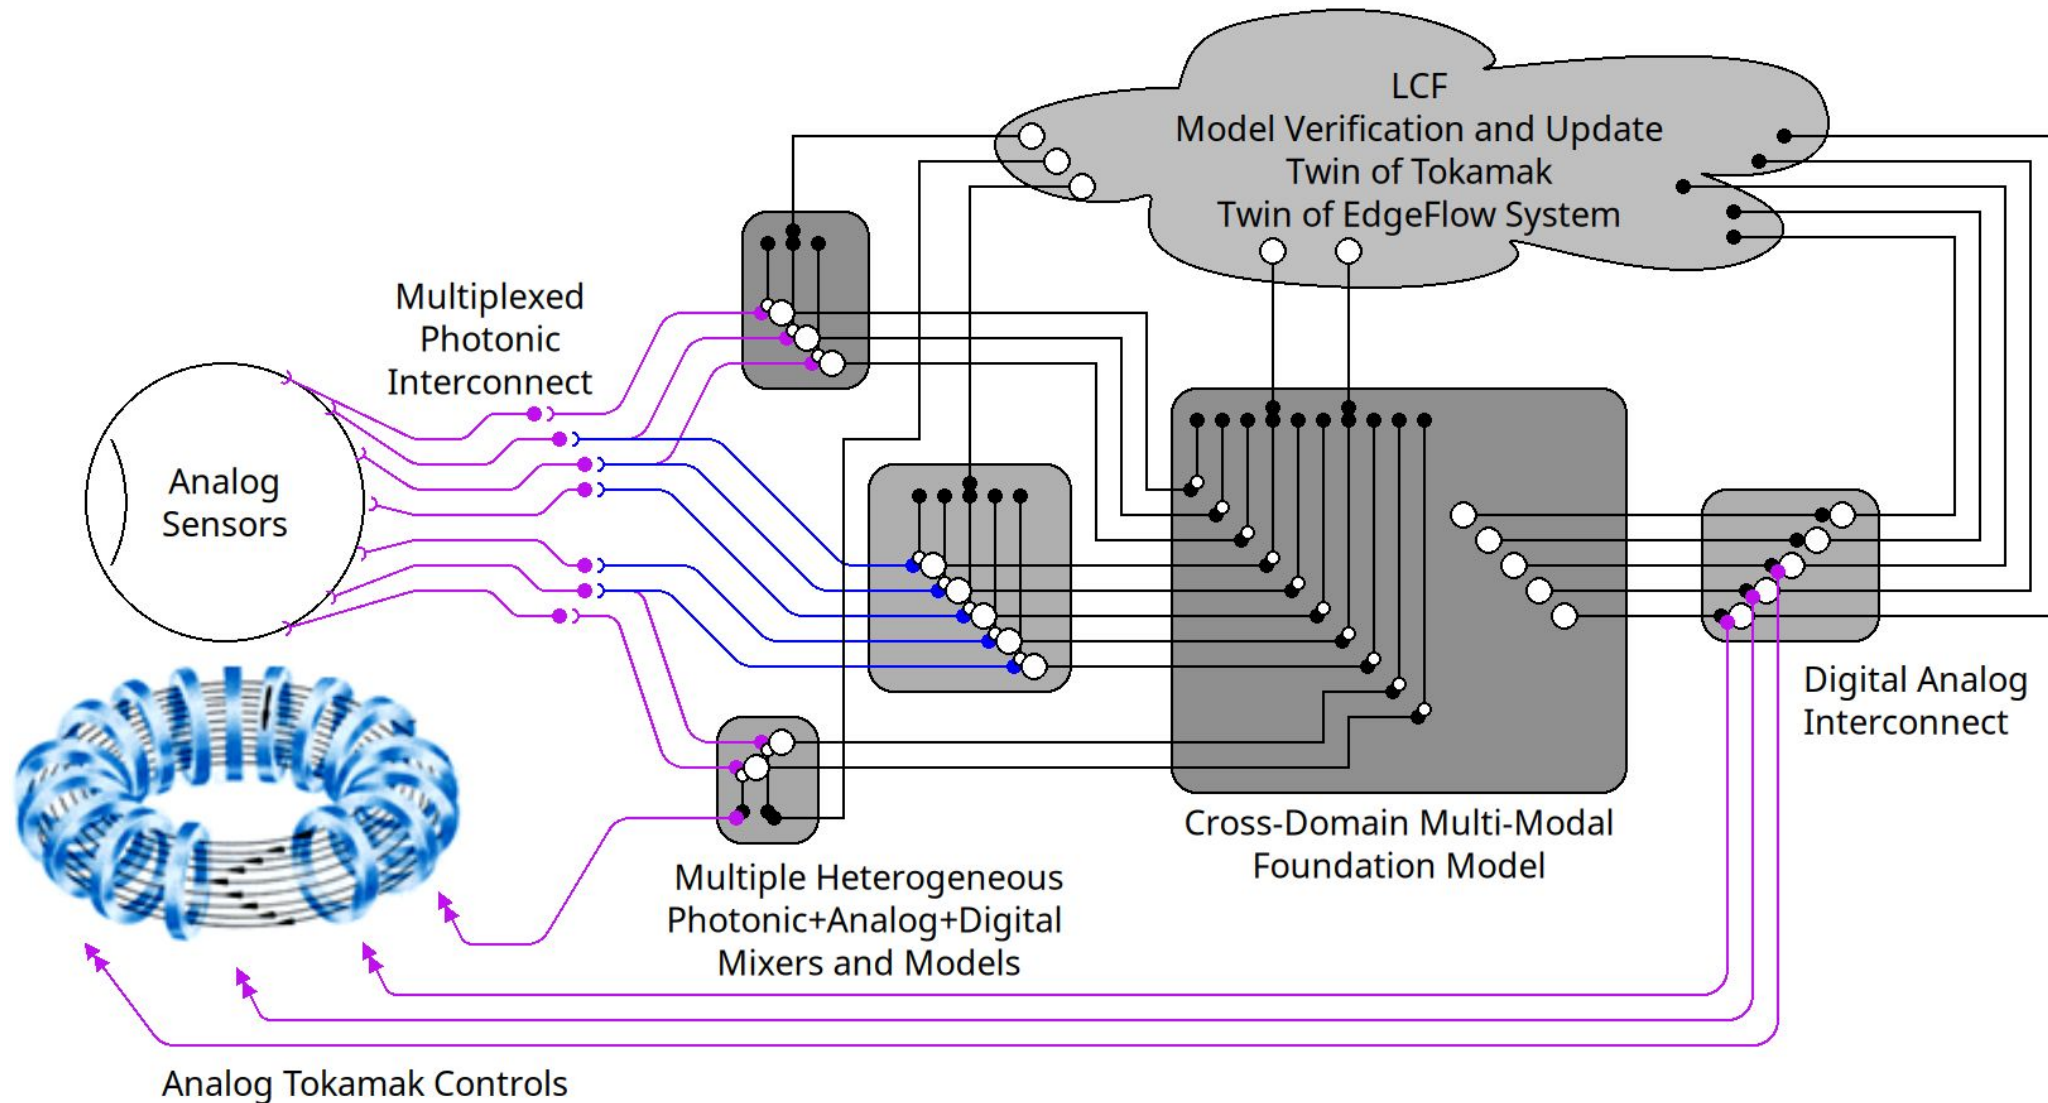 LCF
Model Verification and Update
Twin of Tokamak
Twin of EdgeFlow System
Multiplexed
Photonic
Interconnect
Analog
Sensors
Digital Analog
Interconnect
Cross-Domain Multi-Modal
Foundation Model
Multiple Heterogeneous
Photonic+Analog+Digital
Mixers and Models
Analog Tokamak Controls